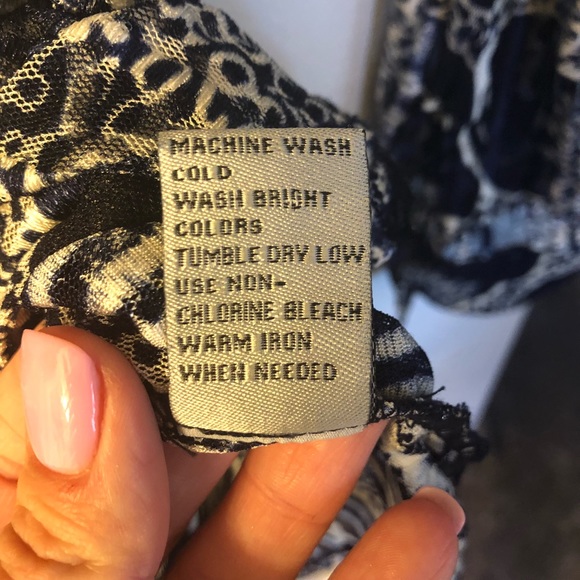 MACHINE WASH
COLD
WASH BRIGHT
COLORS
TUMBLE DRY LOW
USE NON-
CHLORINE BLEACH
WARM IRON
WHEN NEEDED